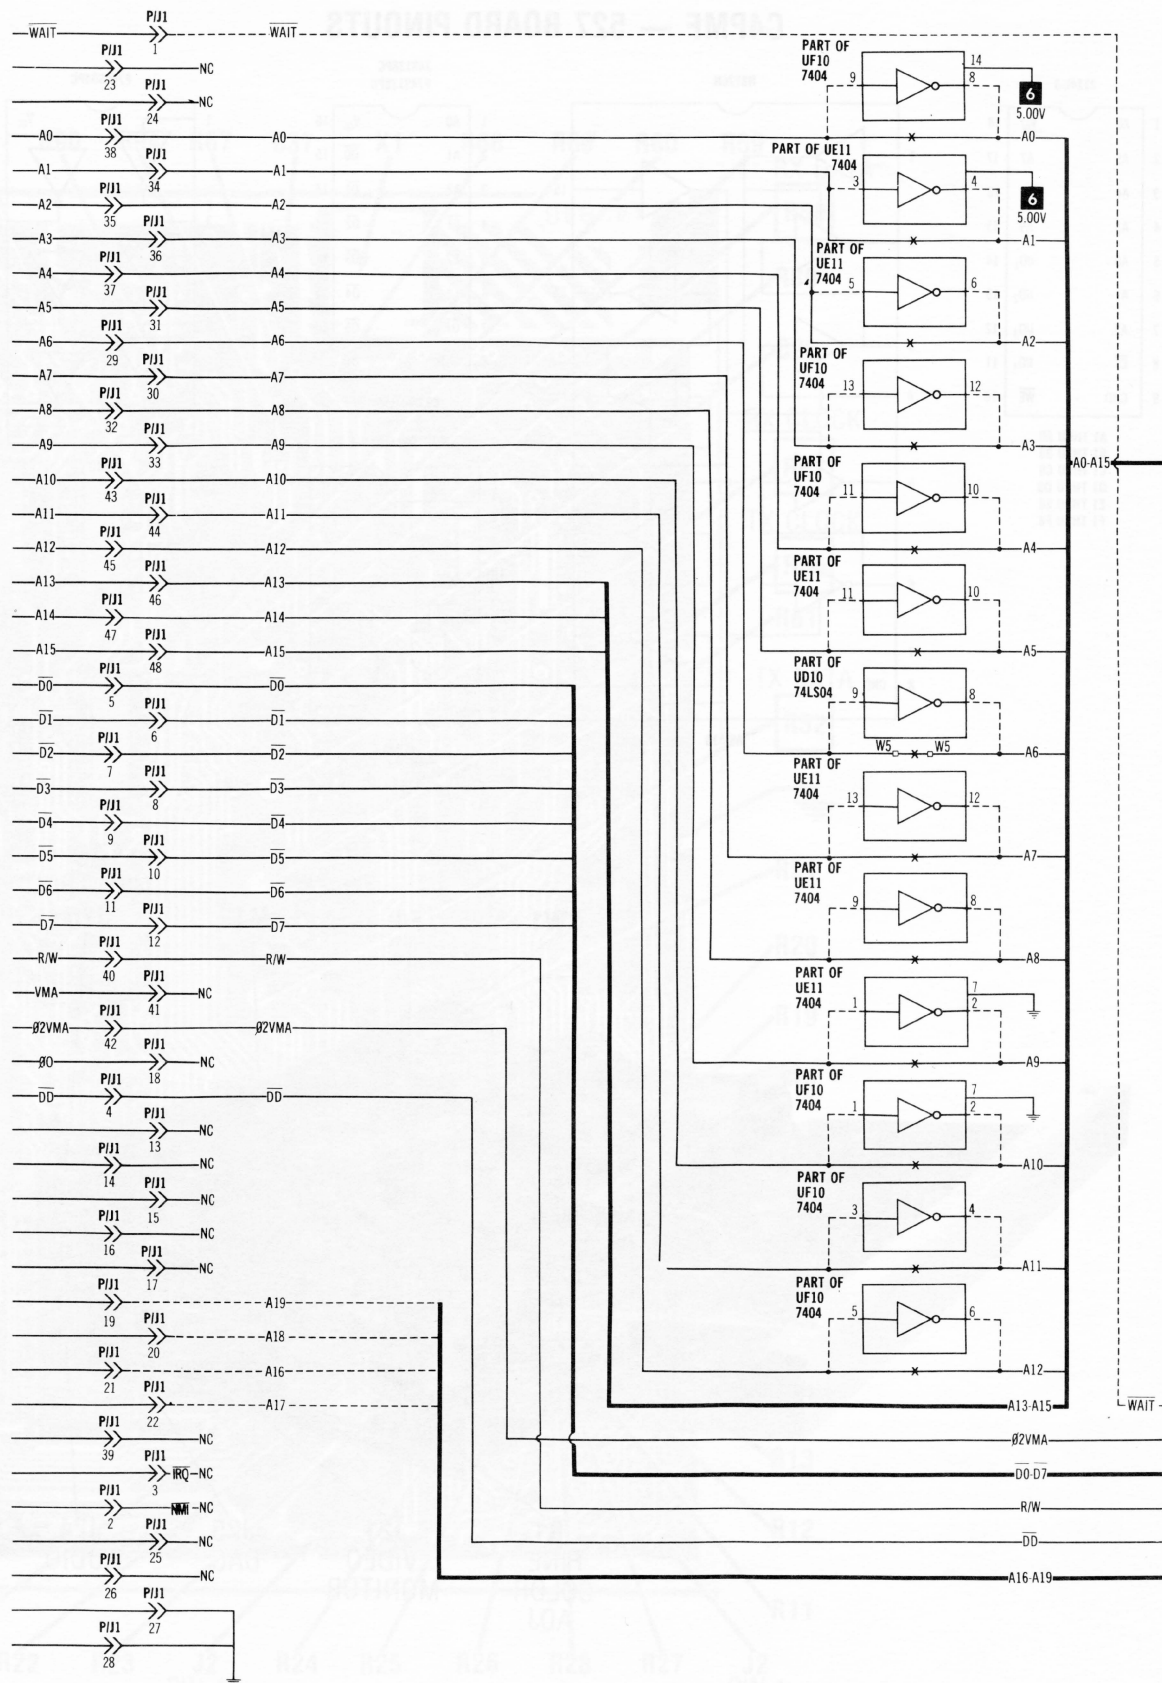 WAIT P/J1 1 WAIT
P/J1 23 NC
P/J1 24 NC
A0 P/J1 38 A0
A1 P/J1 34 A1
A2 P/J1 35 A2
A3 P/J1 36 A3
A4 P/J1 37 A4
A5 P/J1 31 A5
A6 P/J1 29 A6
A7 P/J1 30 A7
A8 P/J1 32 A8
A9 P/J1 33 A9
A10 P/J1 43 A10
A11 P/J1 44 A11
A12 P/J1 45 A12
A13 P/J1 46 A13
A14 P/J1 47 A14
A15 P/J1 48 A15
D0 P/J1 5 D0
D1 P/J1 6 D1
D2 P/J1 7 D2
D3 P/J1 8 D3
D4 P/J1 9 D4
D5 P/J1 10 D5
D6 P/J1 11 D6
D7 P/J1 12 D7
R/W P/J1 40 R/W
VMA P/J1 41 NC
Ø2VMA P/J1 42 Ø2VMA
Ø0 P/J1 18 NC
DD P/J1 4 DD
P/J1 13 NC
P/J1 14 NC
P/J1 15 NC
P/J1 16 NC
P/J1 17 NC
P/J1 19 A19
P/J1 20 A18
P/J1 21 A16
P/J1 22 A17
P/J1 39 NC
P/J1 3 IRQ NC
P/J1 2 NMI NC
P/J1 25 NC
P/J1 26 NC
P/J1 27
P/J1 28
PART OF
UF10
7404
9 14 8
6
5.00V
A0
PART OF UE11
7404
3 4
6
5.00V
A1
PART OF
UE11
7404
5 6
A2
PART OF
UF10
7404
13 12
A3
A0-A15
PART OF
UF10
7404
11 10
A4
PART OF
UE11
7404
11 10
A5
PART OF
UD10
74LS04
9 8
W5 W5
A6
PART OF
UE11
7404
13 12
A7
PART OF
UE11
7404
9 8
A8
PART OF
UE11
7404
1 7 2
A9
PART OF
UF10
7404
1 7 2
A10
PART OF
UF10
7404
3 4
A11
PART OF
UF10
7404
5 6
A12
A13-A15
WAIT
Ø2VMA
D0-D7
R/W
DD
A16-A19